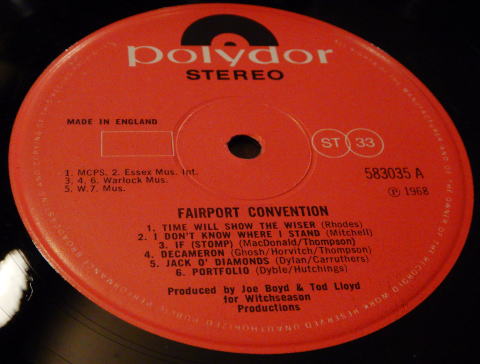 polydor
STEREO
MADE IN ENGLAND
ST 33
1. MCPS. 2. Essex Mus. Int.
3, 4, 6. Warlock Mus.
5. W.7. Mus.
583035 A
℗ 1968
FAIRPORT CONVENTION
1. TIME WILL SHOW THE WISER (Rhodes)
2. I DON'T KNOW WHERE I STAND (Mitchell)
3. IF (STOMP) (MacDonald/Thompson)
4. DECAMERON (Ghosh/Horvitch/Thompson)
5. JACK O' DIAMONDS (Dylan/Carruthers)
6. PORTFOLIO (Dyble/Hutchings)
Produced by Joe Boyd & Tod Lloyd
for Witchseason
Productions